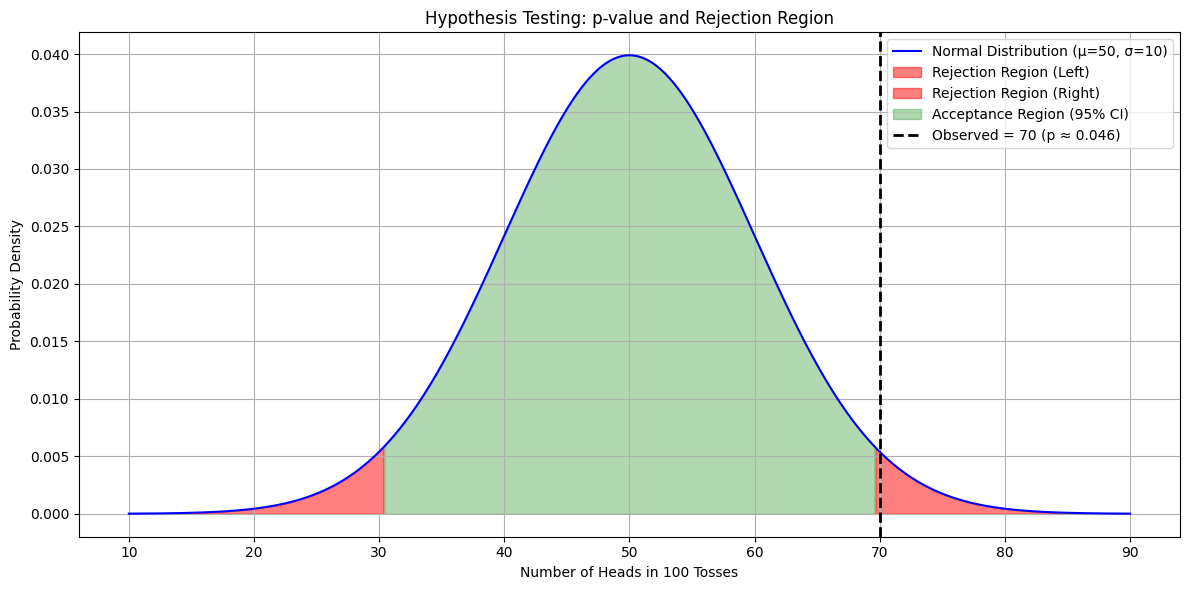 Hypothesis Testing: p-value and Rejection Region
Normal Distribution (μ=50, σ=10)
Rejection Region (Left)
Rejection Region (Right)
Acceptance Region (95% CI)
Observed = 70 (p ≈ 0.046)
Probability Density
0.040
0.035
0.030
0.025
0.020
0.015
0.010
0.005
0.000
10 20 30 40 50 60 70 80 90
Number of Heads in 100 Tosses